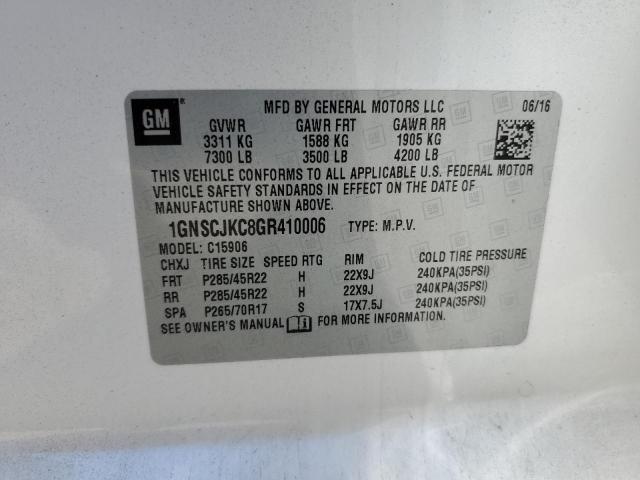 GM ®
MFD BY GENERAL MOTORS LLC 06/16
GVWR GAWR FRT GAWR RR
3311 KG 1588 KG 1905 KG
7300 LB 3500 LB 4200 LB
THIS VEHICLE CONFORMS TO ALL APPLICABLE U.S. FEDERAL MOTOR
VEHICLE SAFETY STANDARDS IN EFFECT ON THE DATE OF
MANUFACTURE SHOWN ABOVE.
1GNSCJKC8GR410006 TYPE: M.P.V.
MODEL: C15906
CHXJ TIRE SIZE SPEED RTG RIM COLD TIRE PRESSURE
FRT P285/45R22 H 22X9J 240KPA(35PSI)
RR P285/45R22 H 22X9J 240KPA(35PSI)
SPA P265/70R17 S 17X7.5J 240KPA(35PSI)
SEE OWNER'S MANUAL FOR MORE INFORMATION.